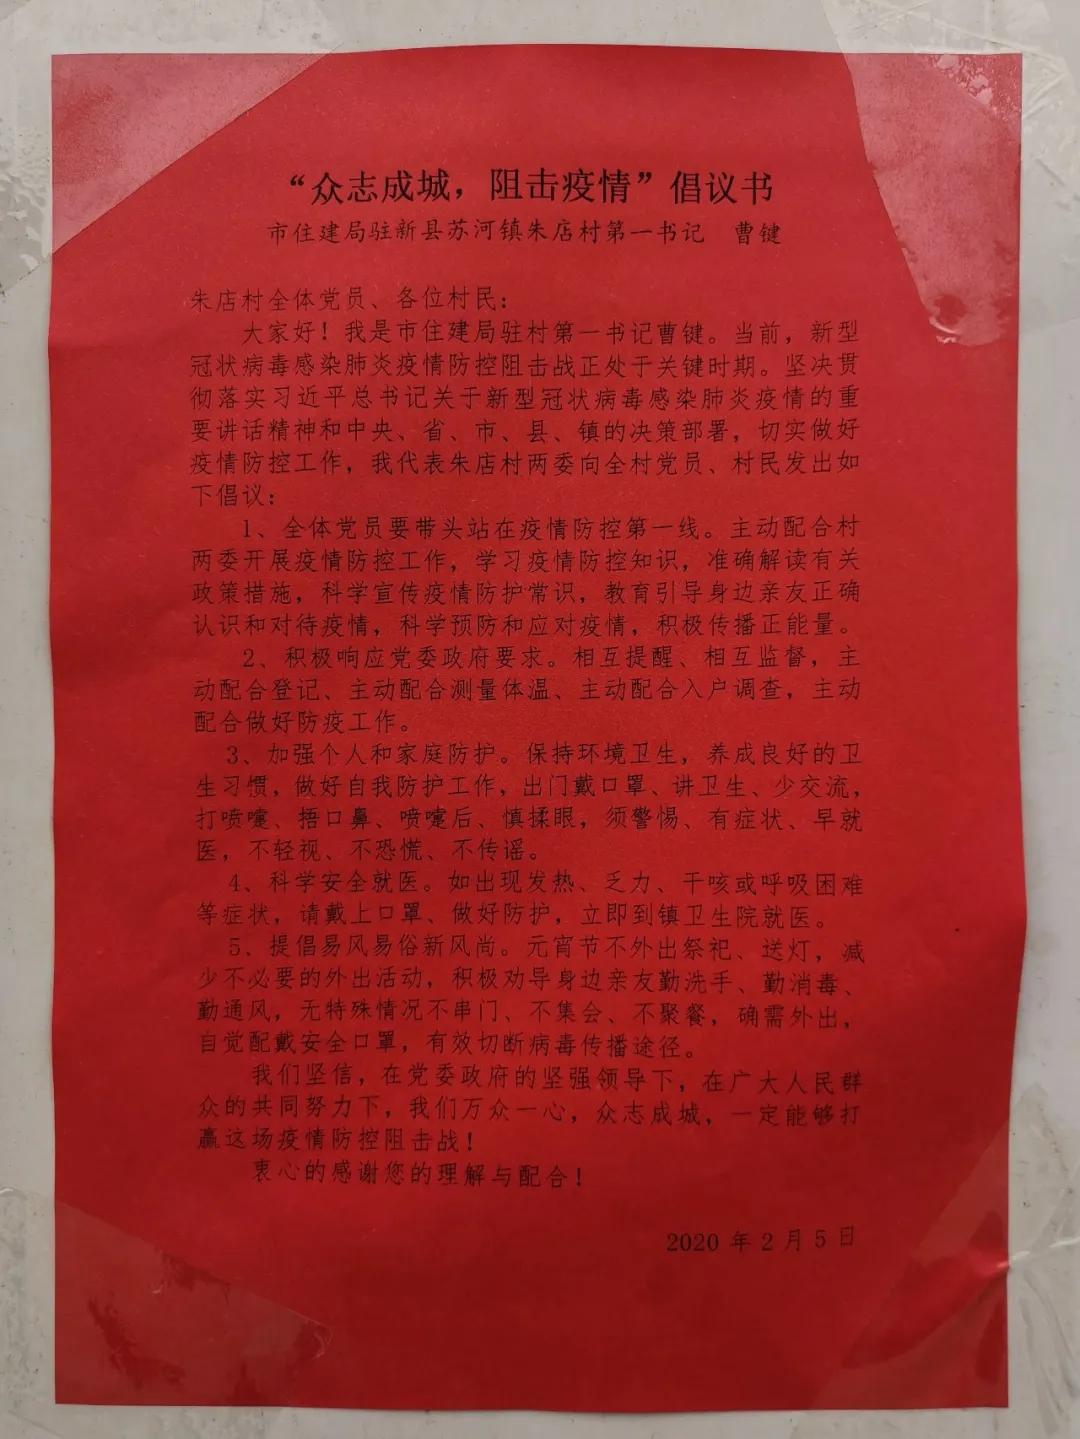 “众志成城，阻击疫情”倡议书
市住建局驻新县苏河镇朱店村第一书记 曹键
朱店村全体党员、各位村民：
大家好！我是市住建局驻村第一书记曹键。当前，新型
冠状病毒感染肺炎疫情防控阻击战正处于关键时期。坚决贯
彻落实习近平总书记关于新型冠状病毒感染肺炎疫情的重
要讲话精神和中央、省、市、县、镇的决策部署，切实做好
疫情防控工作，我代表朱店村两委向全村党员、村民发出如
下倡议：
1、全体党员要带头站在疫情防控第一线。主动配合村
两委开展疫情防控工作，学习疫情防控知识，准确解读有关
政策措施，科学宣传疫情防护常识，教育引导身边亲友正确
认识和对待疫情，科学预防和应对疫情，积极传播正能量。
2、积极响应党委政府要求。相互提醒、相互监督，主
动配合登记、主动配合测量体温、主动配合入户调查，主动
配合做好防疫工作。
3、加强个人和家庭防护。保持环境卫生，养成良好的卫
生习惯，做好自我防护工作，出门戴口罩、讲卫生、少交流，
打喷嚏、捂口鼻、喷嚏后、慎揉眼，须警惕、有症状、早就
医，不轻视、不恐慌、不传谣。
4、科学安全就医。如出现发热、乏力、干咳或呼吸困难
等症状，请戴上口罩、做好防护，立即到镇卫生院就医。
5、提倡易风易俗新风尚。元宵节不外出祭祀、送灯，减
少不必要的外出活动，积极劝导身边亲友勤洗手、勤消毒、
勤通风，无特殊情况不串门、不集会、不聚餐，确需外出，
自觉配戴安全口罩，有效切断病毒传播途径。
我们坚信，在党委政府的坚强领导下，在广大人民群
众的共同努力下，我们万众一心，众志成城，一定能够打
赢这场疫情防控阻击战！
衷心的感谢您的理解与配合！
2020 年 2 月 5 日